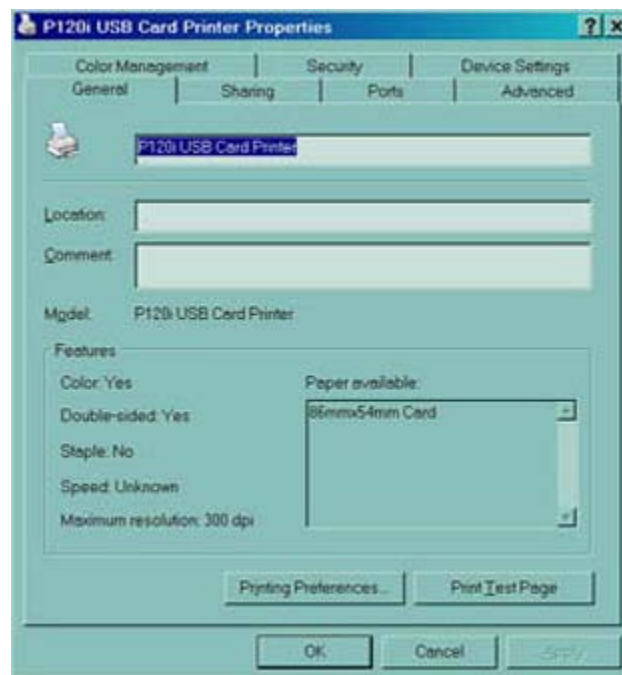 P120i USB Card Printer Properties
Color Management Security Device Settings
General Sharing Ports Advanced
P120i USB Card Printer
Location:
Comment:
Model: P120i USB Card Printer
Features
Color: Yes
Paper available:
Double-sided: Yes
86mmx54mm Card
Staple: No
Speed: Unknown
Maximum resolution: 300 dpi
Printing Preferences...
Print Test Page
OK
Cancel
Apply